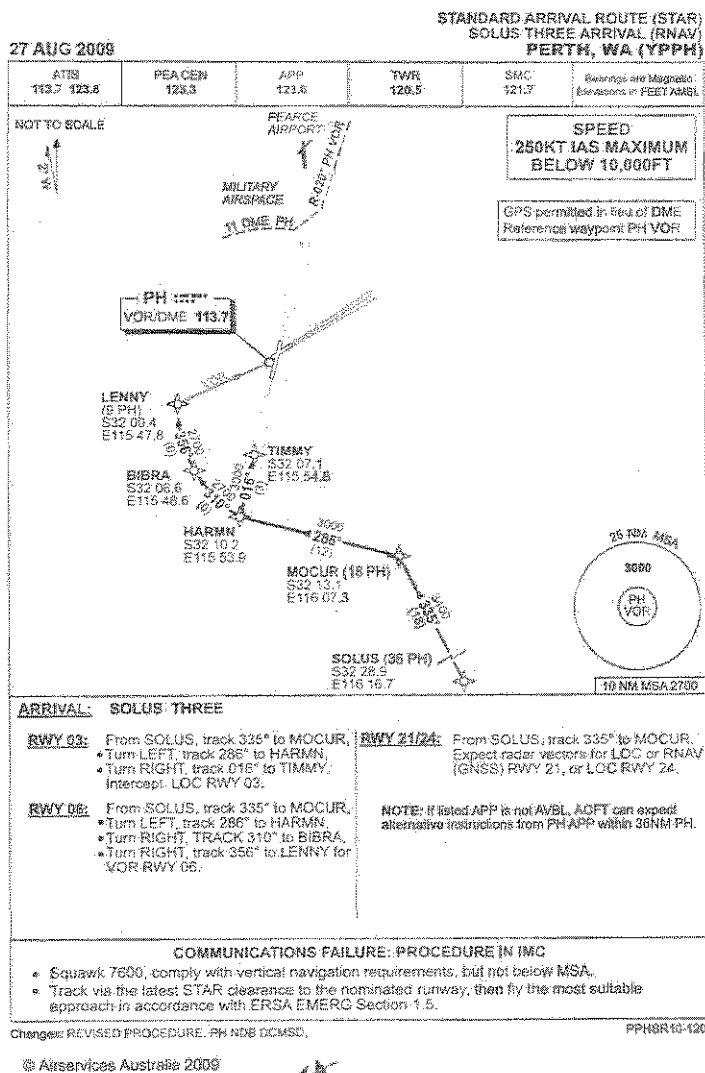 STANDARD ARRIVAL ROUTE (STAR)
SOLUS THREE ARRIVAL (RNAV)
27 AUG 2009
PERTH, WA (YPPH)
ATIS
113.7 123.8
PEA CEN
125.3
APP
123.6
TWR
120.5
SMC
121.7
Bearings are Magnetic
Elevations in FEET AMSL
NOT TO SCALE
PEARCE
AIRPORT
R-020° PH VOR
MILITARY
AIRSPACE
11 DME PH
SPEED
250KT IAS MAXIMUM
BELOW 10,000FT
GPS permitted in lieu of DME
Reference waypoint PH VOR
PH
VOR/DME 113.7
LENNY
(9 PH)
S32 00.4
E115 47.8
356°
2700
BIBRA
S32 06.6
E115 48.6
310°
2700
TIMMY
S32 07.1
E115 54.8
3000
016°
HARMN
S32 10.2
E115 53.9
3000
286°
(12)
MOCUR (18 PH)
S32 13.1
E116 07.3
335°
SOLUS (36 PH)
S32 28.9
E116 16.7
25 NM MSA
3000
PH
VOR
10 NM MSA 2700
ARRIVAL: SOLUS THREE
RWY 03: From SOLUS, track 335° to MOCUR,
• Turn LEFT, track 286° to HARMN,
• Turn RIGHT, track 016° to TIMMY.
Intercept LOC RWY 03.
RWY 06: From SOLUS, track 335° to MOCUR,
• Turn LEFT, track 286° to HARMN,
• Turn RIGHT, TRACK 310° to BIBRA,
• Turn RIGHT, track 356° to LENNY for
VOR RWY 06.
RWY 21/24: From SOLUS, track 335° to MOCUR.
Expect radar vectors for LOC or RNAV
(GNSS) RWY 21, or LOC RWY 24.
NOTE: If listed APP is not AVBL, ACFT can expect
alternative instructions from PH APP within 36NM PH.
COMMUNICATIONS FAILURE: PROCEDURE IN IMC
• Squawk 7600, comply with vertical navigation requirements, but not below MSA.
• Track via the latest STAR clearance to the nominated runway, then fly the most suitable
approach in accordance with ERSA EMERG Section 1.5.
Changes: REVISED PROCEDURE. PH NDB DCMSD.
PPHSR10-120
© Airservices Australia 2009